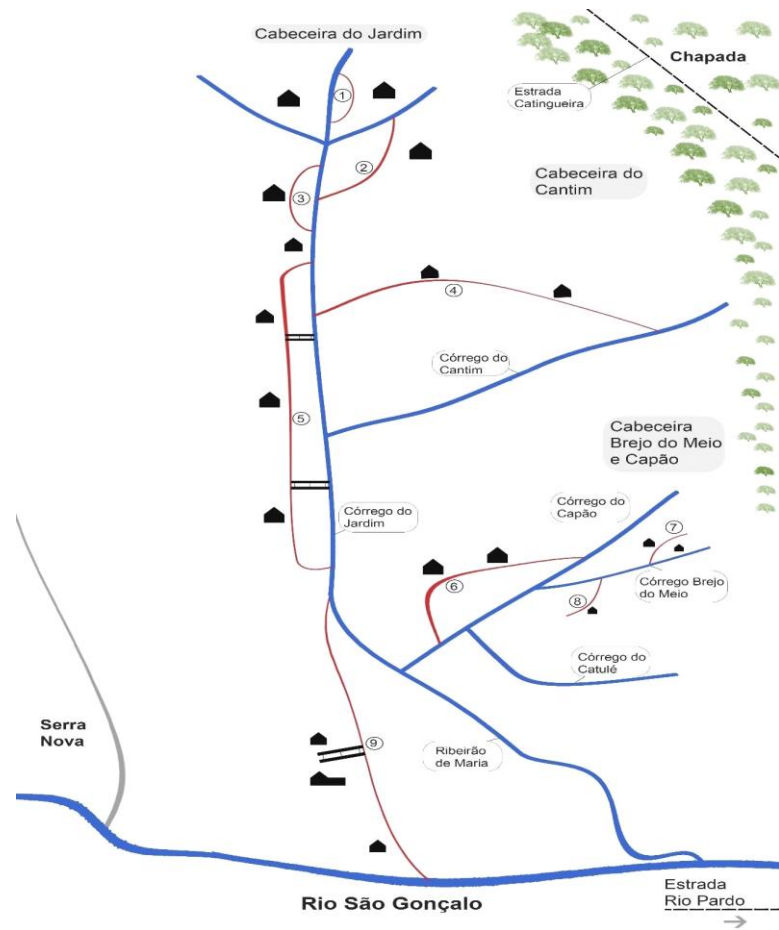 Cabeceira do Jardim
Chapada
Estrada
Catingueira
1
2
Cabeceira do
Cantim
3
4
Córrego do
Cantim
5
Cabeceira
Brejo do Meio
e Capão
Córrego do
Capão
Córrego do
Jardim
7
6
Córrego Brejo
do Meio
8
Córrego do
Catulé
Serra
Nova
9
Ribeirão
de Maria
Estrada
Rio Pardo
Rio São Gonçalo